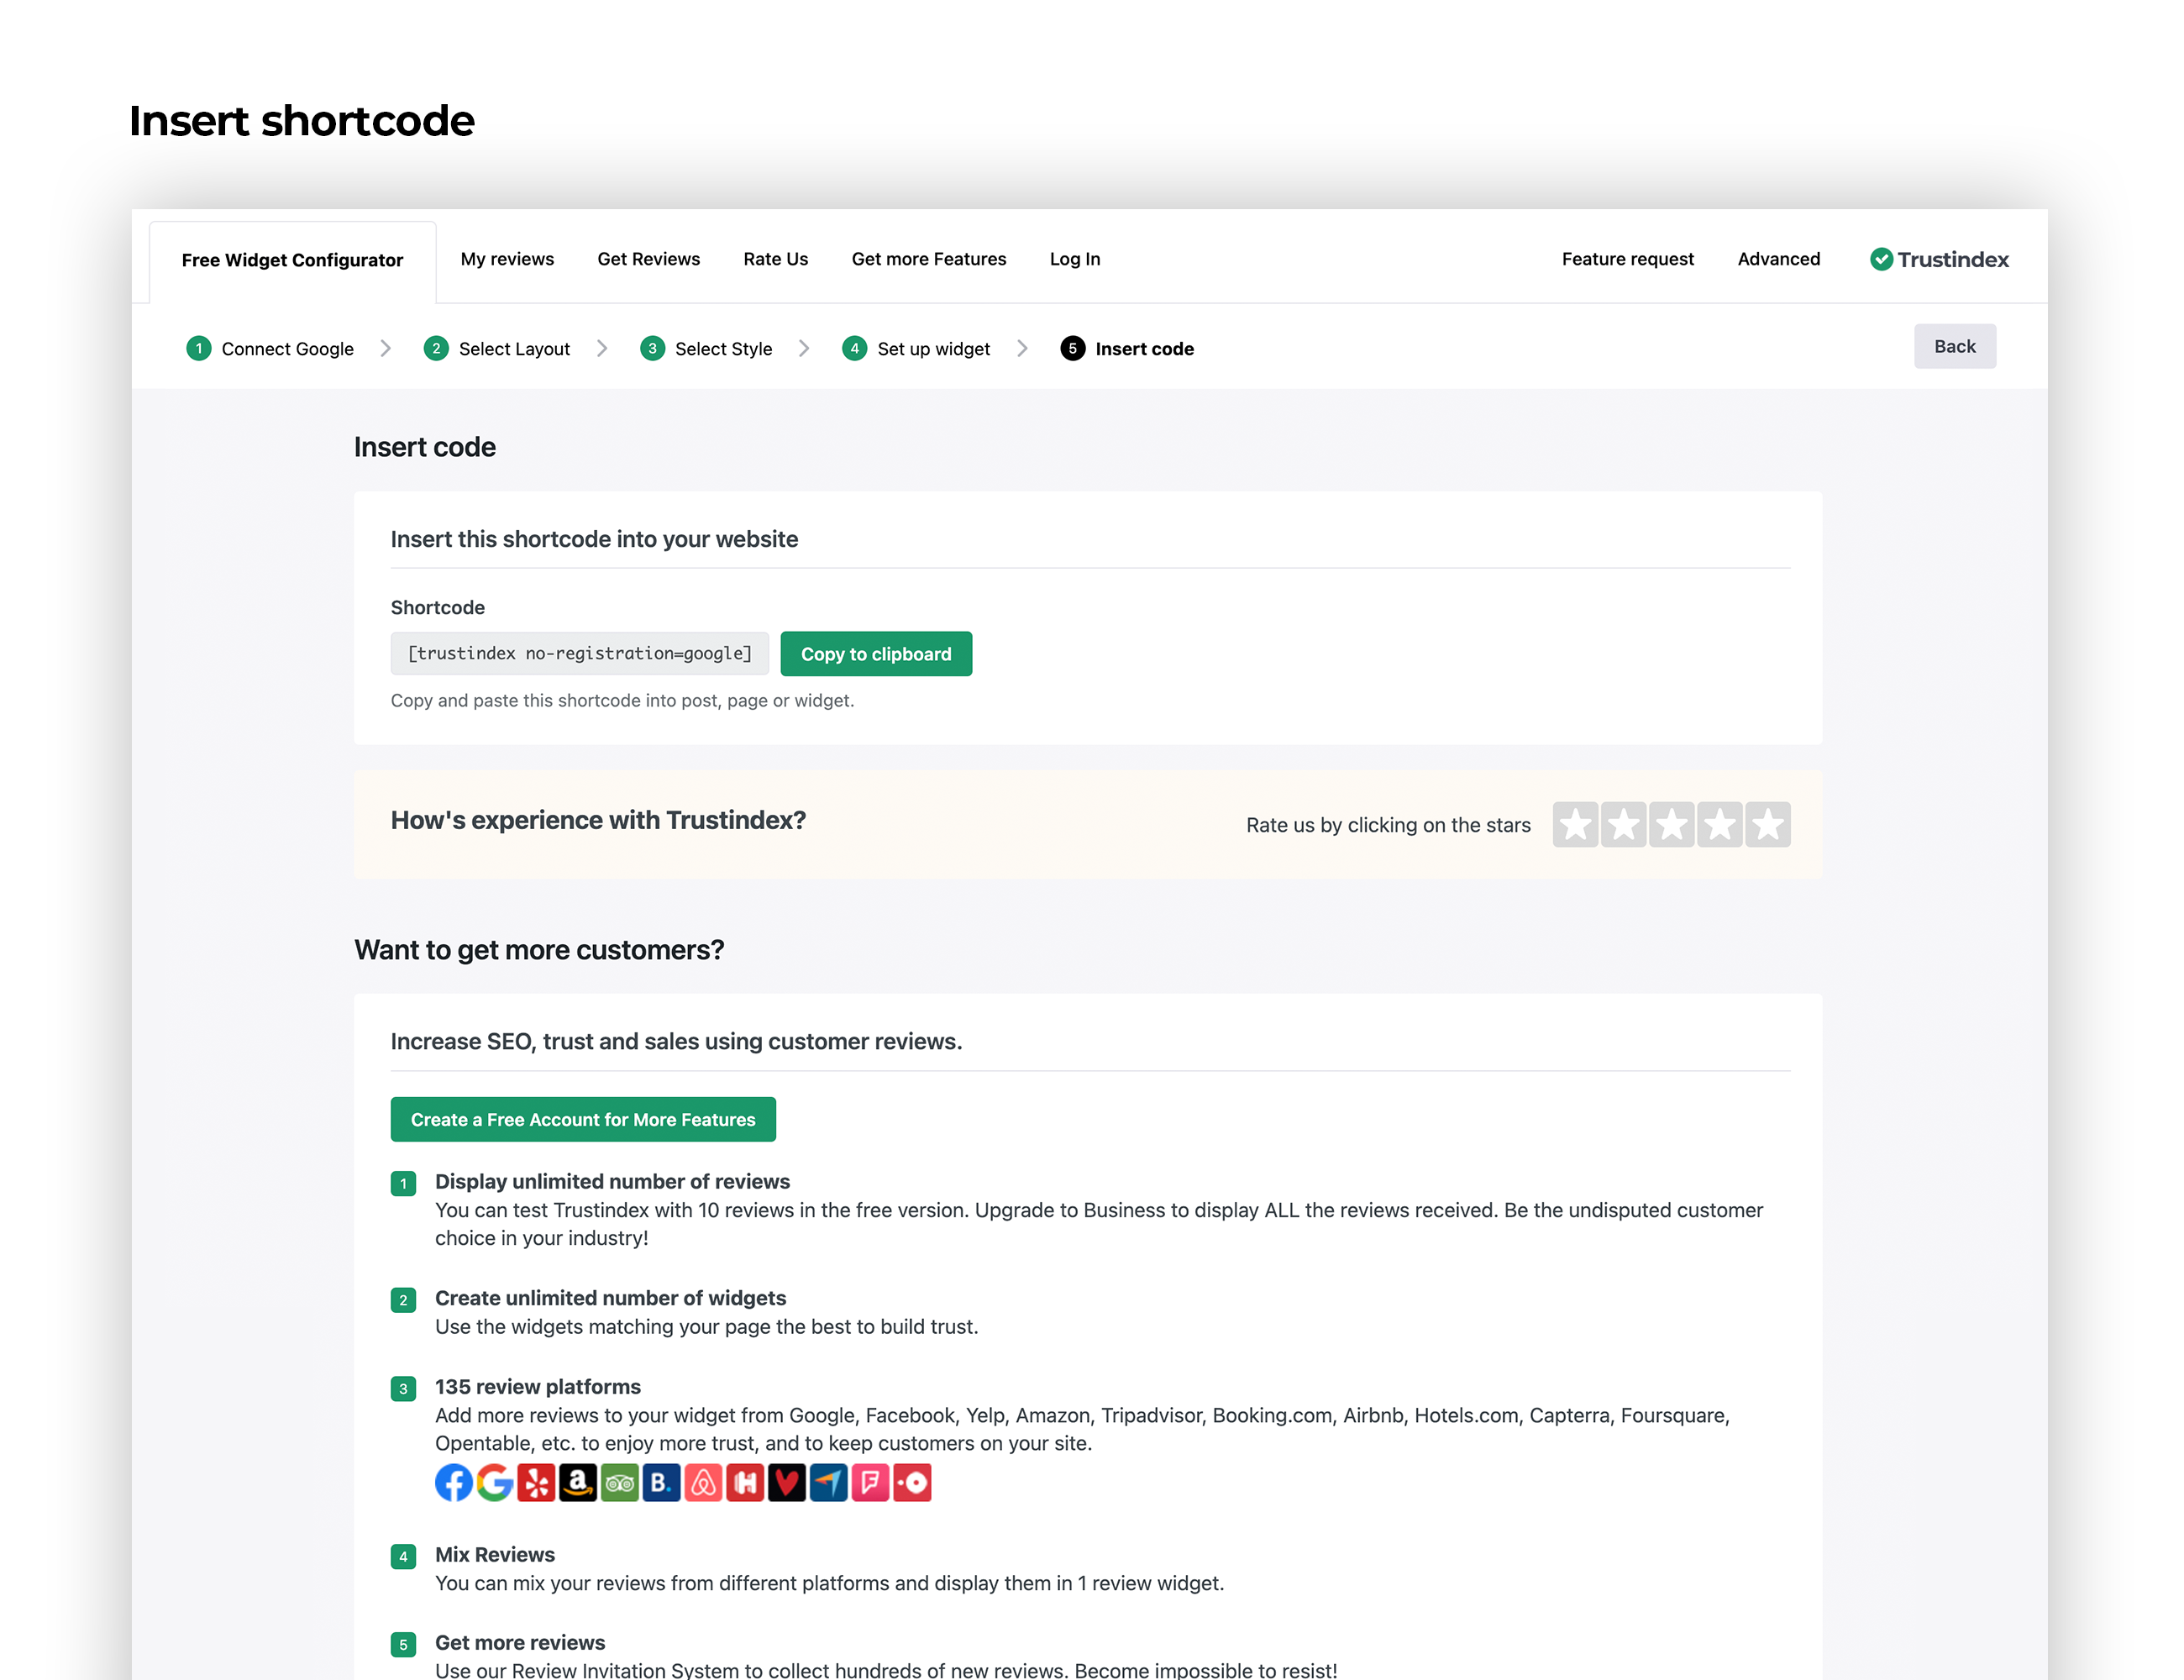 Insert shortcode
Free Widget Configurator
My reviews
Get Reviews
Rate Us
Get more Features
Log In
Feature request
Advanced
Trustindex
1 Connect Google
2 Select Layout
3 Select Style
4 Set up widget
5 Insert code
Back
Insert code
Insert this shortcode into your website
Shortcode
[trustindex no-registration=google]
Copy to clipboard
Copy and paste this shortcode into post, page or widget.
How's experience with Trustindex?
Rate us by clicking on the stars
Want to get more customers?
Increase SEO, trust and sales using customer reviews.
Create a Free Account for More Features
1 Display unlimited number of reviews
You can test Trustindex with 10 reviews in the free version. Upgrade to Business to display ALL the reviews received. Be the undisputed customer
choice in your industry!
2 Create unlimited number of widgets
Use the widgets matching your page the best to build trust.
3 135 review platforms
Add more reviews to your widget from Google, Facebook, Yelp, Amazon, Tripadvisor, Booking.com, Airbnb, Hotels.com, Capterra, Foursquare,
Opentable, etc. to enjoy more trust, and to keep customers on your site.
a B.
4 Mix Reviews
You can mix your reviews from different platforms and display them in 1 review widget.
5 Get more reviews
Use our Review Invitation System to collect hundreds of new reviews. Become impossible to resist!